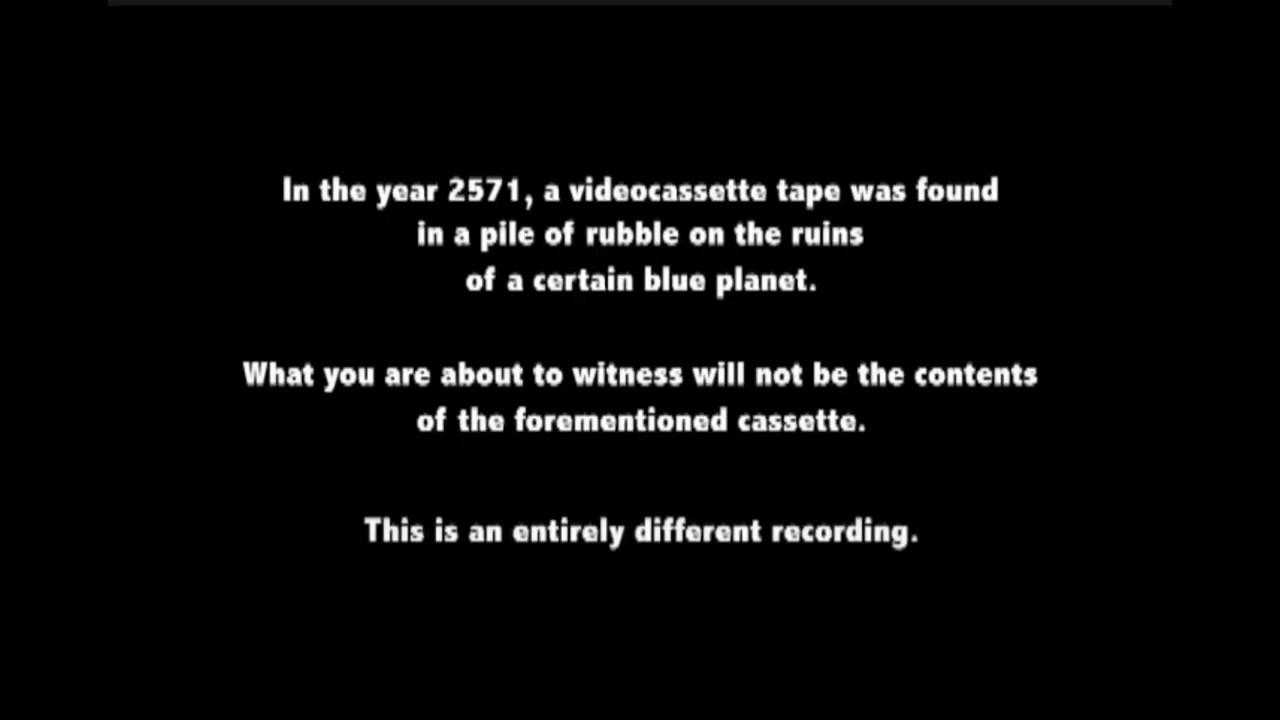 In the year 2571, a videocassette tape was found
in a pile of rubble on the ruins
of a certain blue planet.
What you are about to witness will not be the contents
of the forementioned cassette.
This is an entirely different recording.